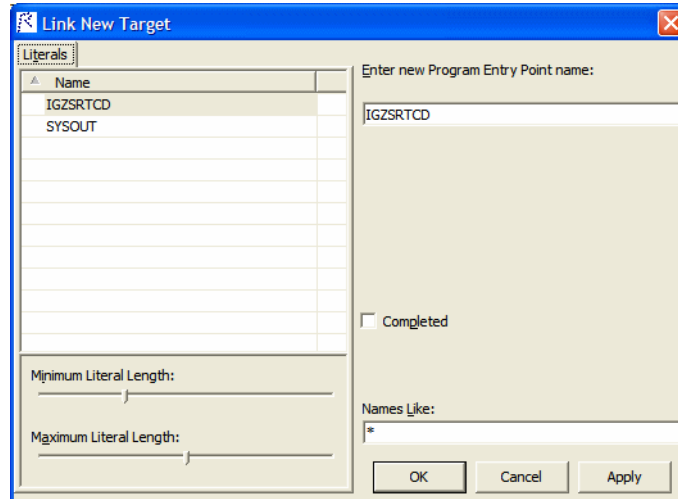 Link New Target
Literals
Name
IGZSRTCD
SYSOUT
Minimum Literal Length:
Maximum Literal Length:
Enter new Program Entry Point name:
IGZSRTCD
Completed
Names Like:
*
OK Cancel Apply